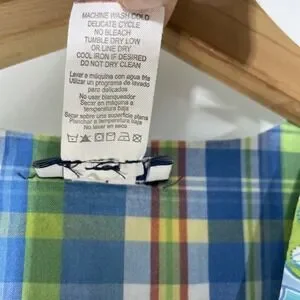 MACHINE WASH COLD
DELICATE CYCLE
NO BLEACH
TUMBLE DRY LOW
OR LINE DRY
COOL IRON IF DESIRED
DO NOT DRY CLEAN
Lavar a máquina con agua fría
Utilizar un programa de lavado
para delicados
No usar blanqueador
Secar en máquina a
temperatura baja
Secar sobre una superficie plana
Planchar a temperatura baja
No lavar en seco